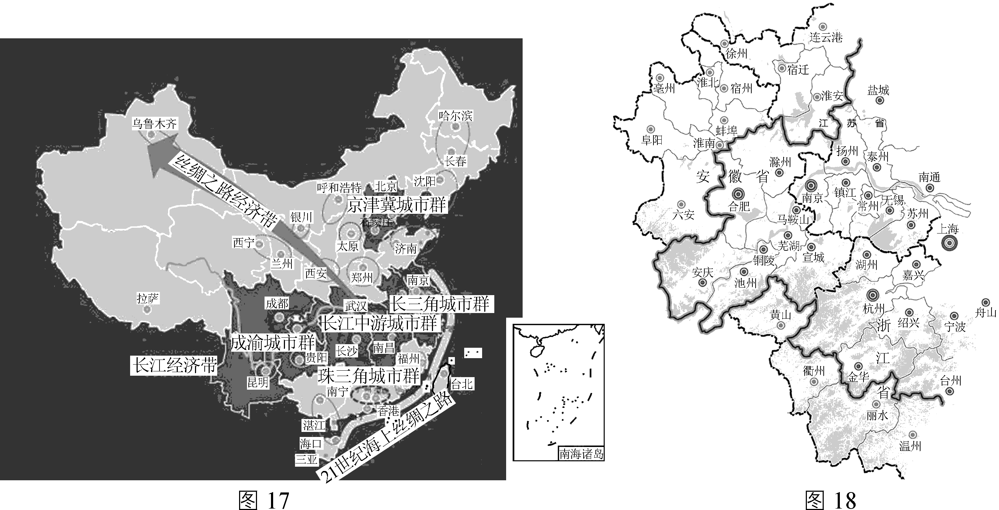 乌鲁木齐
哈尔滨
长春
沈阳
呼和浩特
北京
京津冀城市群
石家庄
丝绸之路经济带
银川
西宁
太原
济南
兰州
西安
郑州
南京
拉萨
成都
武汉
长三角城市群
长江中游城市群
成渝城市群
长沙
南昌
贵阳
福州
长江经济带
昆明
珠三角城市群
南宁
台北
香港
湛江
海口
三亚
21世纪海上丝绸之路
南海诸岛
图 17
连云港
徐州
宿迁
亳州
淮北
宿州
淮安
盐城
江苏省
蚌埠
阜阳
淮南
扬州
泰州
滁州
安徽省
南通
南京
镇江
常州
无锡
合肥
六安
马鞍山
苏州
上海
芜湖
铜陵
宣城
湖州
嘉兴
安庆
池州
杭州
舟山
黄山
绍兴
宁波
浙江省
衢州
金华
台州
丽水
温州
图 18